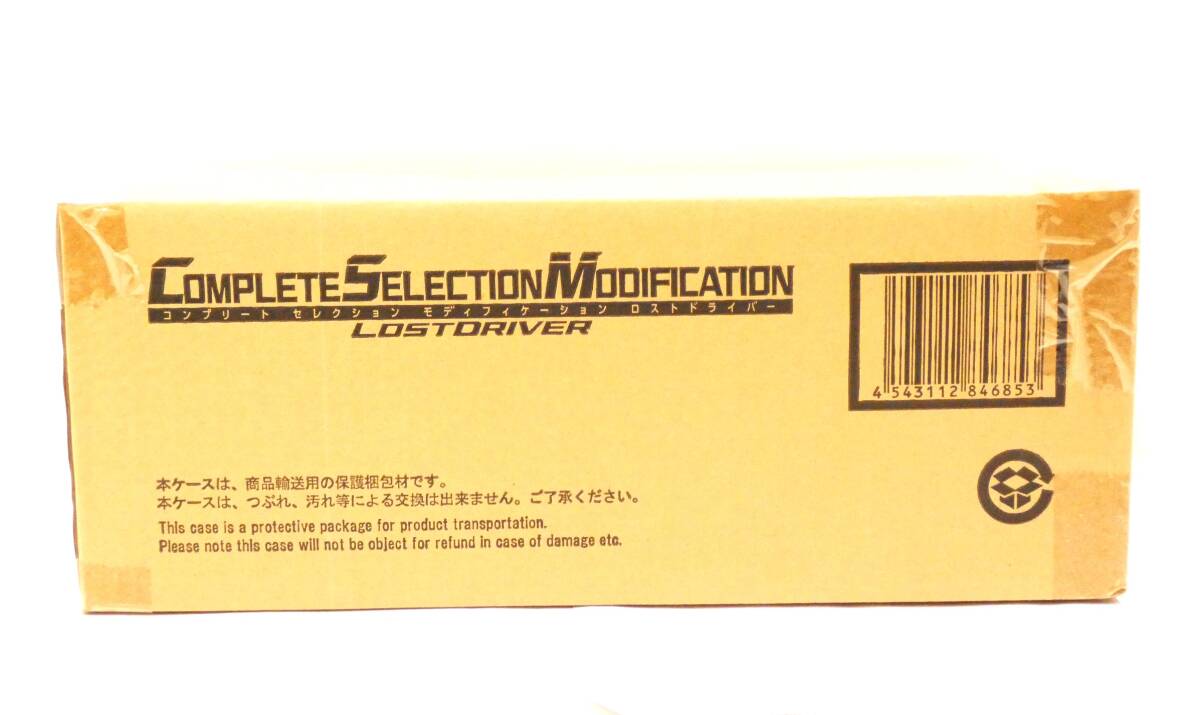 COMPLETE SELECTION MODIFICATION
コンプリート セレクション モディフィケーション ロストドライバー
LOSTDRIVER
4 543112 846853
本ケースは、商品輸送用の保護梱包材です。
本ケースは、つぶれ、汚れ等による交換は出来ません。ご了承ください。
This case is a protective package for product transportation.
Please note this case will not be object for refund in case of damage etc.